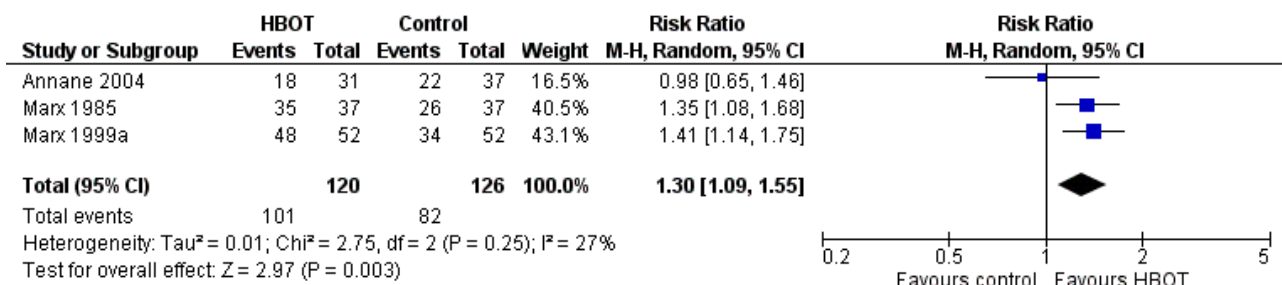 HBOT Control Risk Ratio Risk Ratio
Study or Subgroup Events Total Events Total Weight M-H, Random, 95% CI M-H, Random, 95% CI
Annane 2004 18 31 22 37 16.5% 0.98 [0.65, 1.46]
Marx 1985 35 37 26 37 40.5% 1.35 [1.08, 1.68]
Marx 1999a 48 52 34 52 43.1% 1.41 [1.14, 1.75]
Total (95% CI) 120 126 100.0% 1.30 [1.09, 1.55]
Total events 101 82
Heterogeneity: Tau² = 0.01; Chi² = 2.75, df = 2 (P = 0.25); I² = 27%
Test for overall effect: Z = 2.97 (P = 0.003)
0.2 0.5 1 2 5
Favours control Favours HBOT